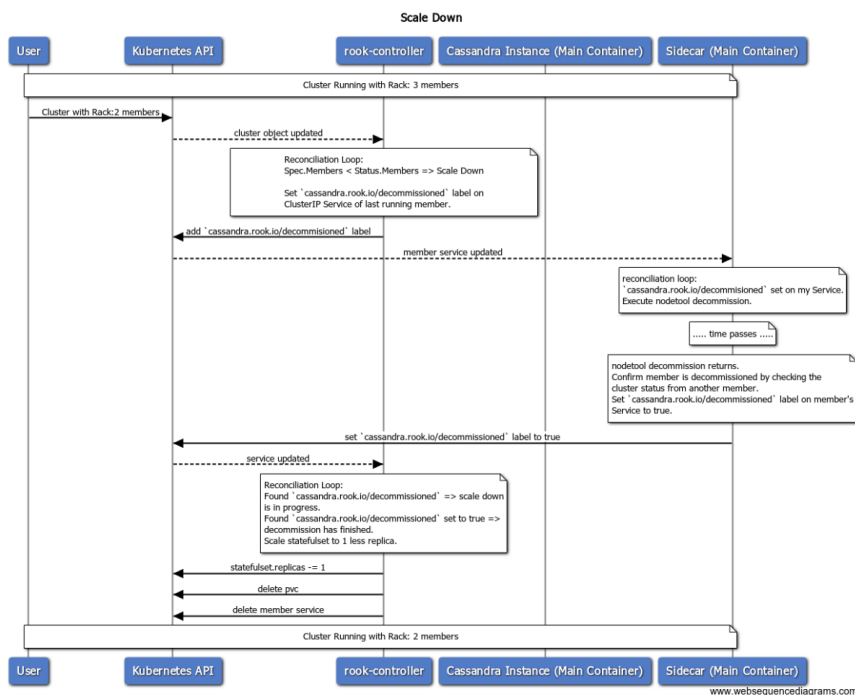 Scale Down
User
Kubernetes API
rook-controller
Cassandra Instance (Main Container)
Sidecar (Main Container)
Cluster Running with Rack: 3 members
Cluster with Rack:2 members
cluster object updated
Reconciliation Loop:
Spec.Members < Status.Members => Scale Down
Set `cassandra.rook.io/decommissioned` label on
ClusterIP Service of last running member.
add `cassandra.rook.io/decommisioned` label
member service updated
reconciliation loop:
`cassandra.rook.io/decommisioned` set on my Service.
Execute nodetool decommission.
..... time passes .....
nodetool decommission returns.
Confirm member is decommissioned by checking the
cluster status from another member.
Set `cassandra.rook.io/decommissioned` label on member's
Service to true.
set `cassandra.rook.io/decommissioned` label to true
service updated
Reconciliation Loop:
Found `cassandra.rook.io/decommissioned` => scale down
is in progress.
Found `cassandra.rook.io/decommissioned` set to true =>
decommission has finished.
Scale statefulset to 1 less replica.
statefulset.replicas -= 1
delete pvc
delete member service
Cluster Running with Rack: 2 members
User
Kubernetes API
rook-controller
Cassandra Instance (Main Container)
Sidecar (Main Container)
www.websequencediagrams.com